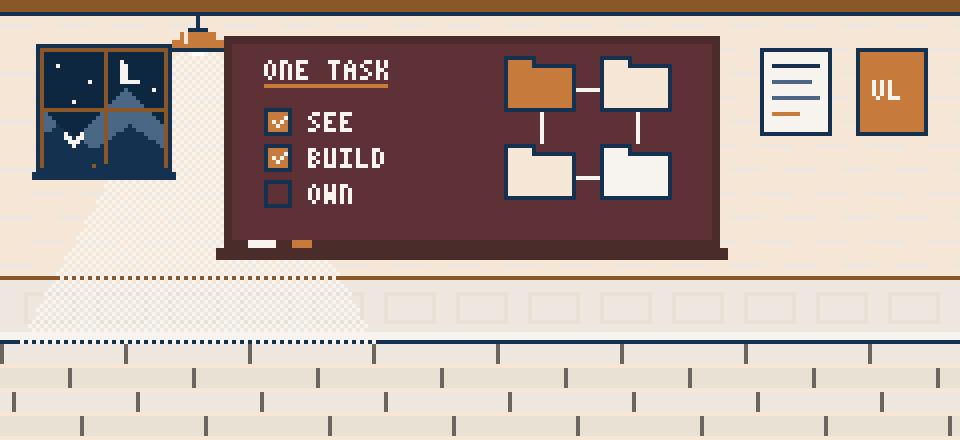 ONE TASK
SEE
BUILD
OWN
VL